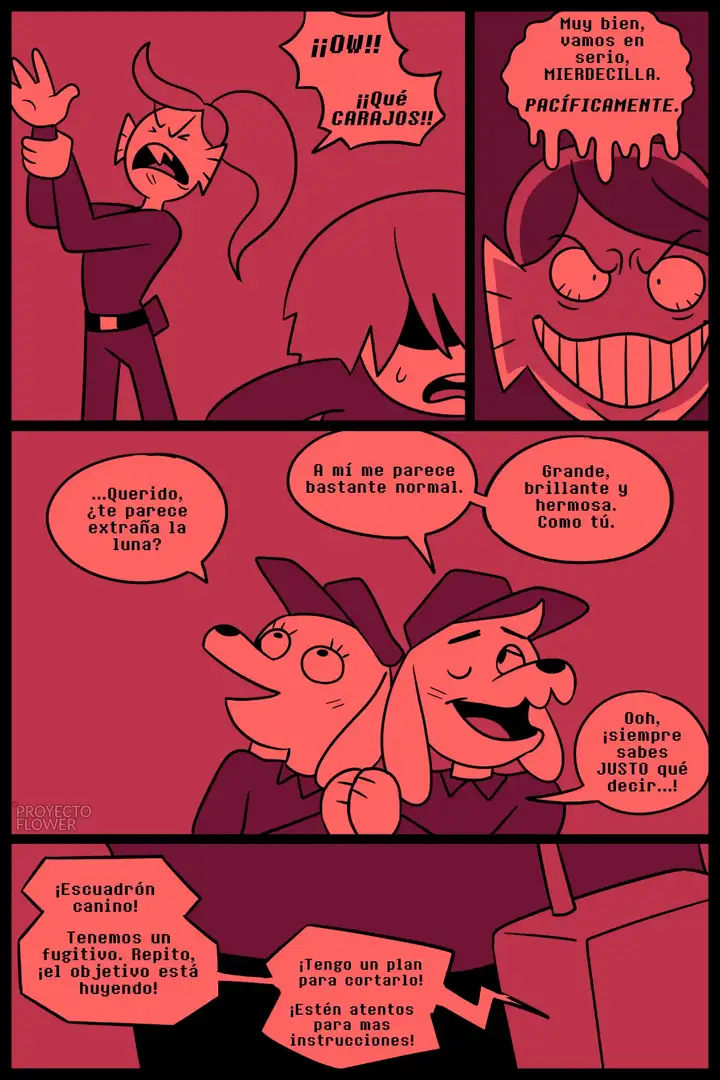 ¡¡OW!!
¡¡Qué
CARAJOS!!
Muy bien,
vamos en
serio,
MIERDECILLA.
PACÍFICAMENTE.
...Querido,
¿te parece
extraña la
luna?
A mí me parece
bastante normal.
Grande,
brillante y
hermosa.
Como tú.
Ooh,
¡siempre
sabes
JUSTO qué
decir...!
PROYECTO
FLOWER
¡Escuadrón
canino!
Tenemos un
fugitivo. Repito,
¡el objetivo está
huyendo!
¡Tengo un plan
para cortarlo!
¡Estén atentos
para mas
instrucciones!